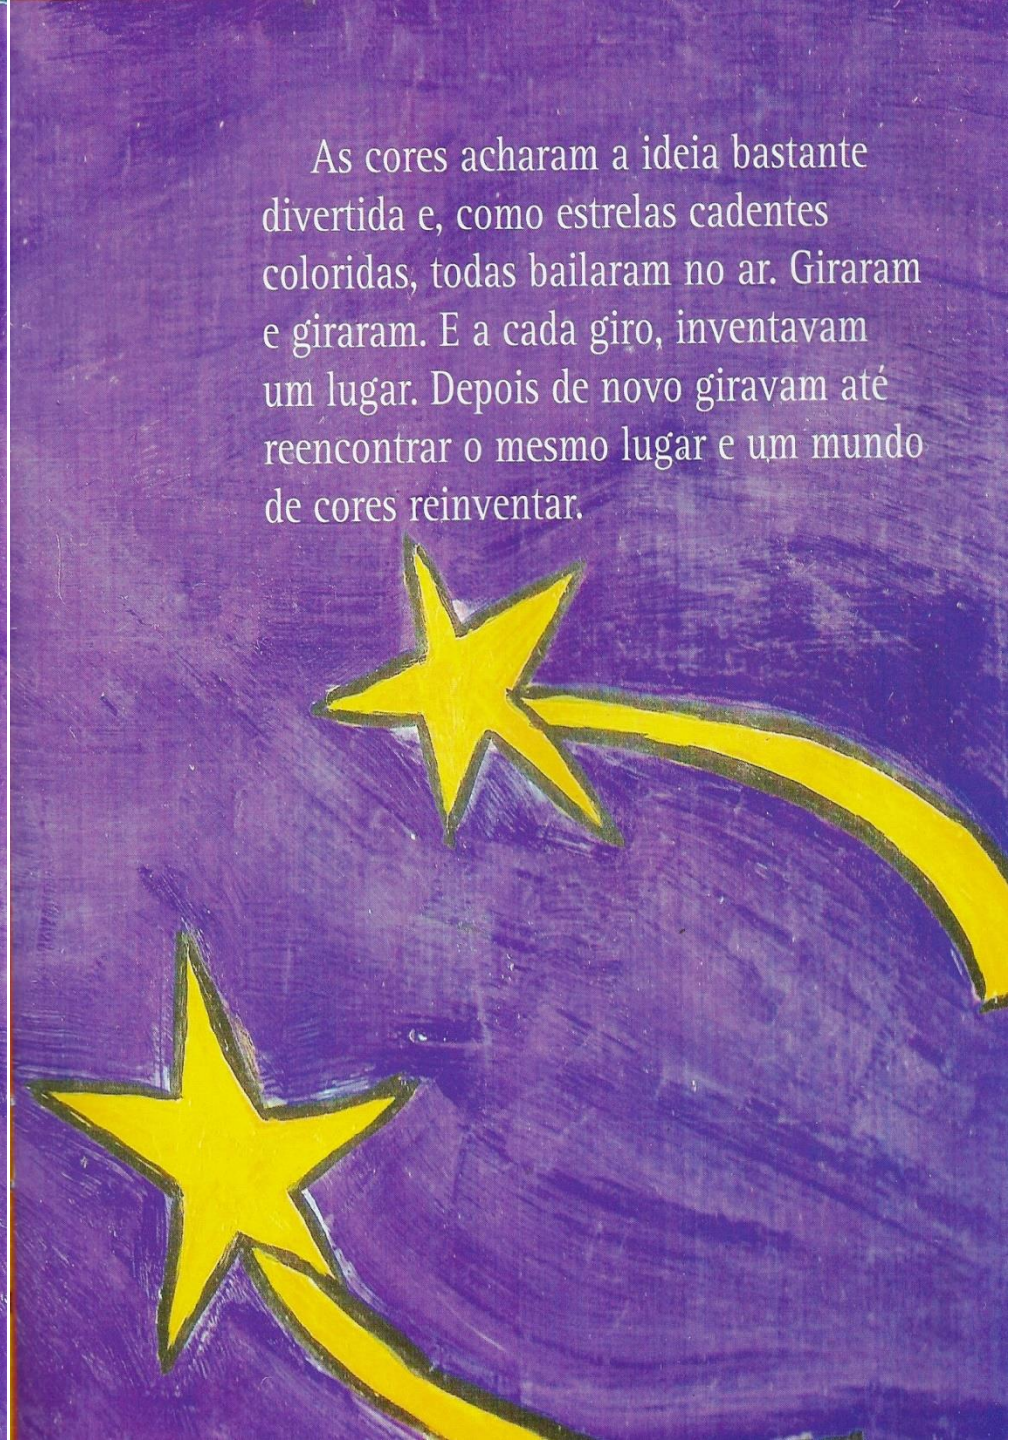 As cores acharam a ideia bastante
divertida e, como estrelas cadentes
coloridas, todas bailaram no ar. Giraram
e giraram. E a cada giro, inventavam
um lugar. Depois de novo giravam até
reencontrar o mesmo lugar e um mundo
de cores reinventar.